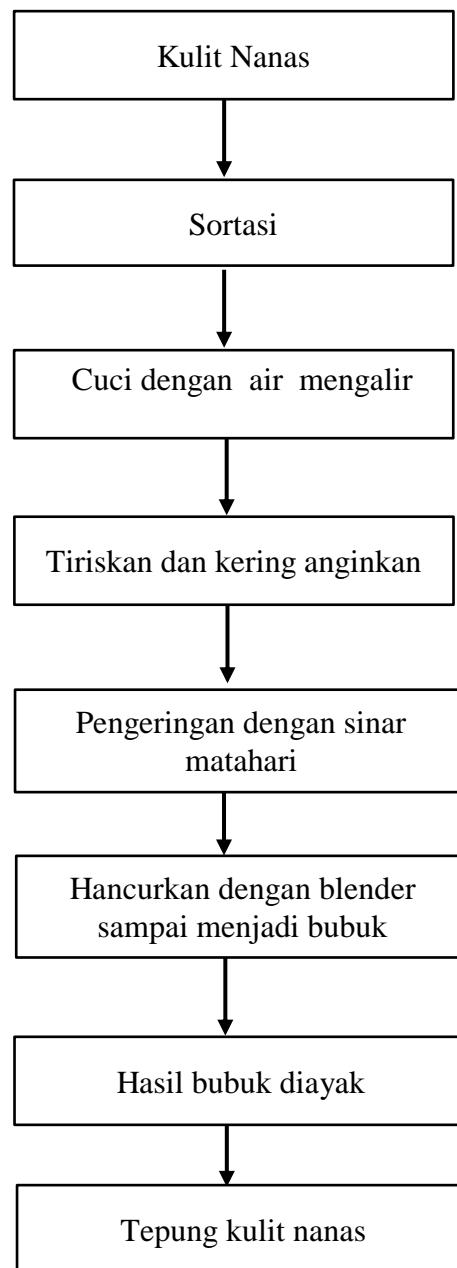 Kulit Nanas
Sortasi
Cuci dengan air mengalir
Tiriskan dan kering anginkan
Pengeringan dengan sinar
matahari
Hancurkan dengan blender
sampai menjadi bubuk
Hasil bubuk diayak
Tepung kulit nanas